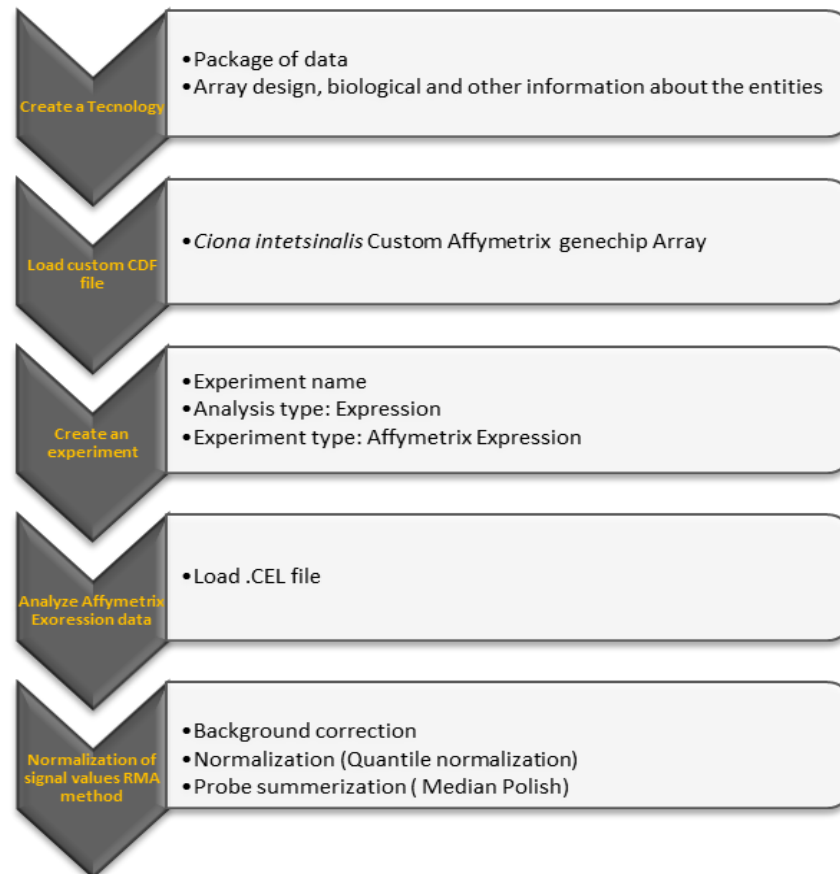 Create a Tecnology
•Package of data
•Array design, biological and other information about the entities
Load custom CDF
file
•Ciona intetsinalis Custom Affymetrix genechip Array
Create an
experiment
•Experiment name
•Analysis type: Expression
•Experiment type: Affymetrix Expression
Analyze Affymetrix
Exoression data
•Load .CEL file
Normalization of
signal values RMA
method
•Background correction
•Normalization (Quantile normalization)
•Probe summerization ( Median Polish)